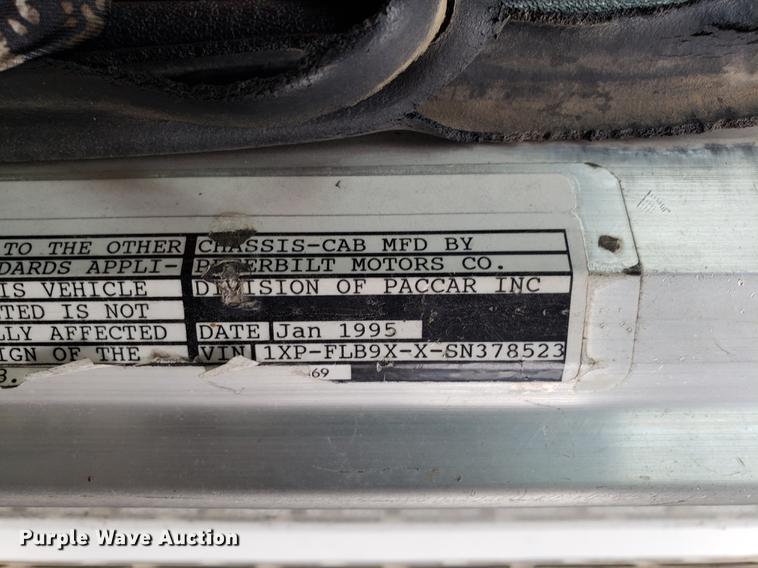 TO THE OTHER
CHASSIS-CAB MFD BY
DARDS APPLI-
PETERBILT MOTORS CO.
IS VEHICLE
DIVISION OF PACCAR INC
TED IS NOT
LLY AFFECTED
DATE Jan 1995
IGN OF THE
VIN 1XP-FLB9X-X-SN378523
3.
69
Purple Wave Auction